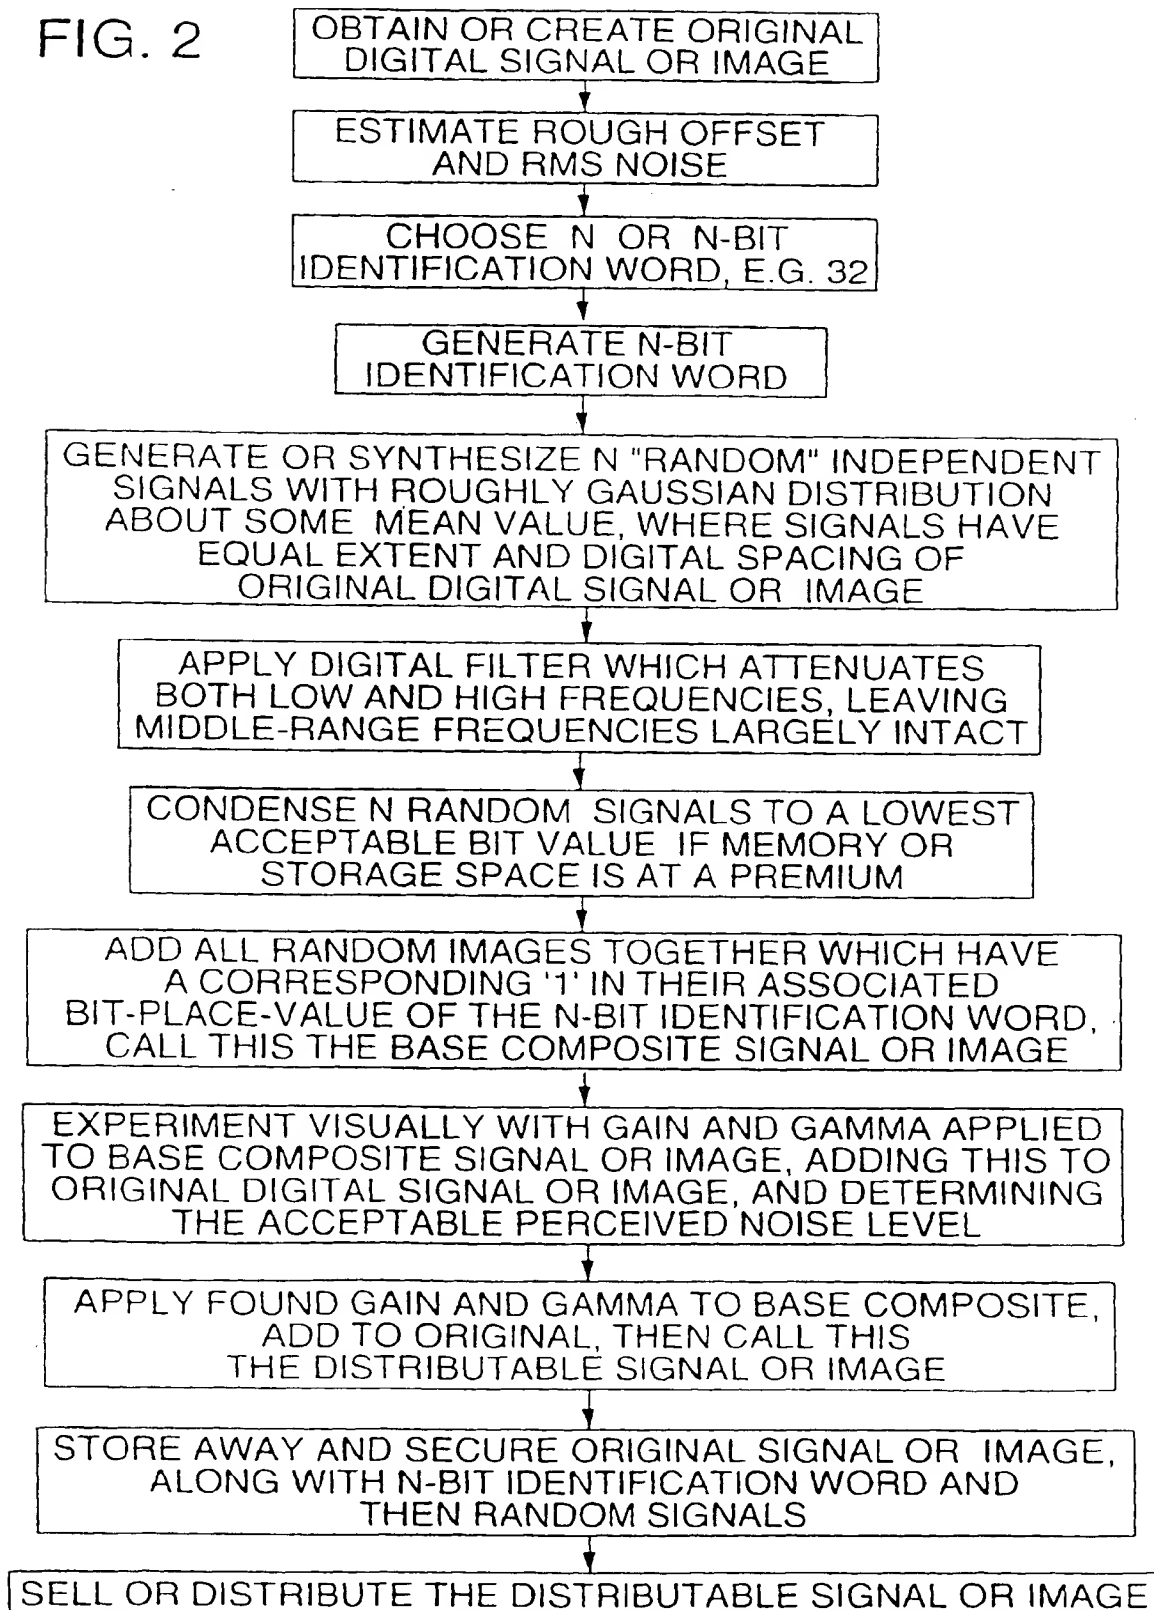 FIG. 2
OBTAIN OR CREATE ORIGINAL
DIGITAL SIGNAL OR IMAGE
ESTIMATE ROUGH OFFSET
AND RMS NOISE
CHOOSE N OR N-BIT
IDENTIFICATION WORD, E.G. 32
GENERATE N-BIT
IDENTIFICATION WORD
GENERATE OR SYNTHESIZE N "RANDOM" INDEPENDENT
SIGNALS WITH ROUGHLY GAUSSIAN DISTRIBUTION
ABOUT SOME MEAN VALUE, WHERE SIGNALS HAVE
EQUAL EXTENT AND DIGITAL SPACING OF
ORIGINAL DIGITAL SIGNAL OR IMAGE
APPLY DIGITAL FILTER WHICH ATTENUATES
BOTH LOW AND HIGH FREQUENCIES, LEAVING
MIDDLE-RANGE FREQUENCIES LARGELY INTACT
CONDENSE N RANDOM SIGNALS TO A LOWEST
ACCEPTABLE BIT VALUE IF MEMORY OR
STORAGE SPACE IS AT A PREMIUM
ADD ALL RANDOM IMAGES TOGETHER WHICH HAVE
A CORRESPONDING '1' IN THEIR ASSOCIATED
BIT-PLACE-VALUE OF THE N-BIT IDENTIFICATION WORD,
CALL THIS THE BASE COMPOSITE SIGNAL OR IMAGE
EXPERIMENT VISUALLY WITH GAIN AND GAMMA APPLIED
TO BASE COMPOSITE SIGNAL OR IMAGE, ADDING THIS TO
ORIGINAL DIGITAL SIGNAL OR IMAGE, AND DETERMINING
THE ACCEPTABLE PERCEIVED NOISE LEVEL
APPLY FOUND GAIN AND GAMMA TO BASE COMPOSITE,
ADD TO ORIGINAL, THEN CALL THIS
THE DISTRIBUTABLE SIGNAL OR IMAGE
STORE AWAY AND SECURE ORIGINAL SIGNAL OR IMAGE,
ALONG WITH N-BIT IDENTIFICATION WORD AND
THEN RANDOM SIGNALS
SELL OR DISTRIBUTE THE DISTRIBUTABLE SIGNAL OR IMAGE